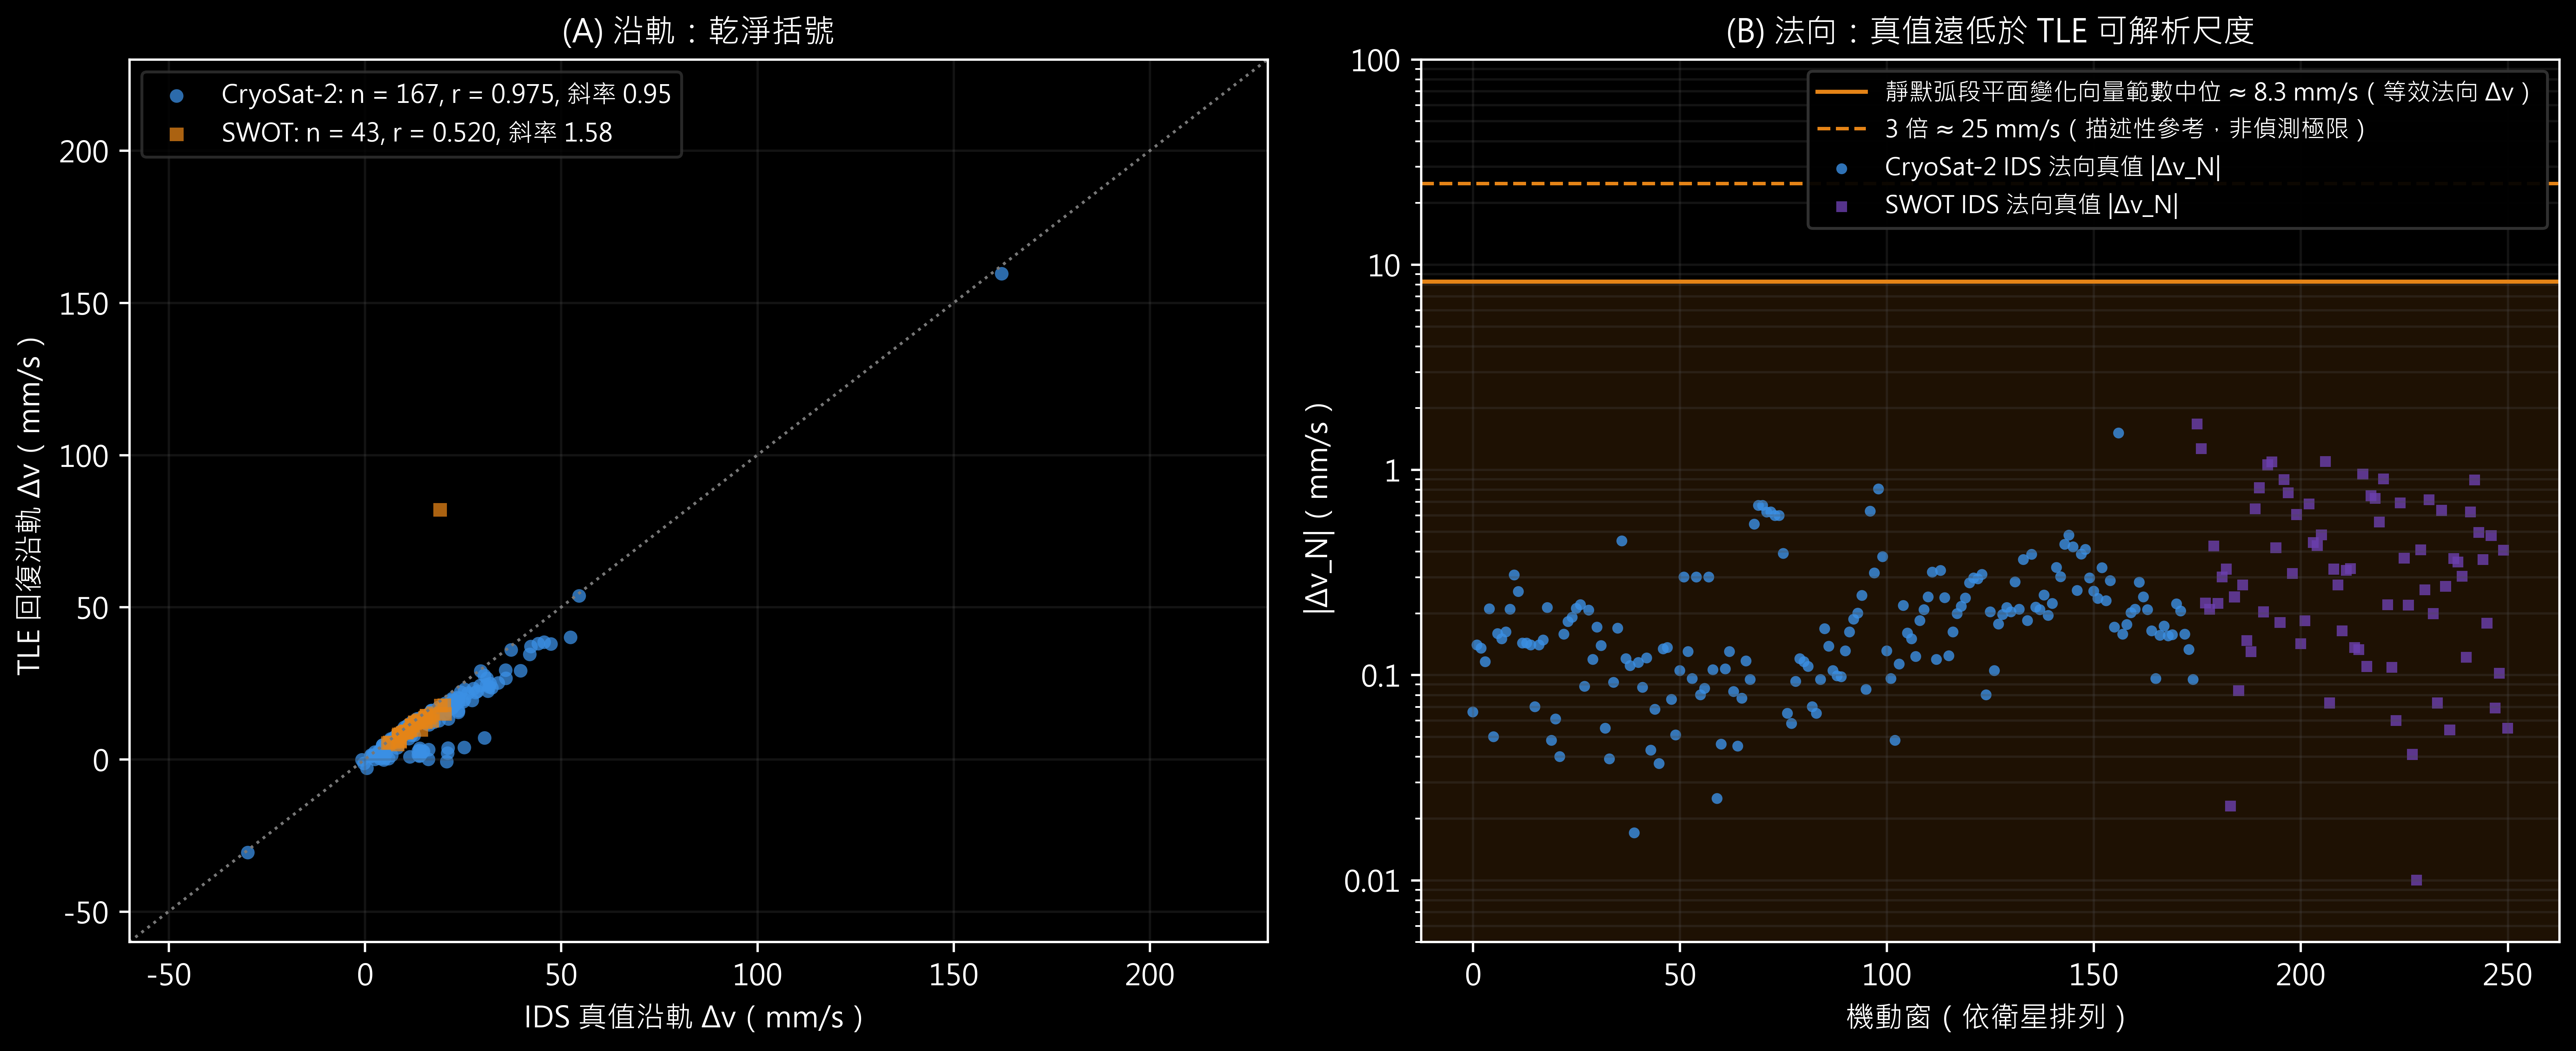 (A) 沿軌：乾淨括號
CryoSat-2: n = 167, r = 0.975, 斜率 0.95
SWOT: n = 43, r = 0.520, 斜率 1.58
TLE 回復沿軌 Δv（mm/s）
200
150
100
50
0
-50
-50
0
50
100
150
200
IDS 真值沿軌 Δv（mm/s）
(B) 法向：真值遠低於 TLE 可解析尺度
靜默弧段平面變化向量範數中位 ≈ 8.3 mm/s（等效法向 Δv）
3 倍 ≈ 25 mm/s（描述性參考，非偵測極限）
CryoSat-2 IDS 法向真值 |Δv_N|
SWOT IDS 法向真值 |Δv_N|
|Δv_N|（mm/s）
100
10
1
0.1
0.01
0
50
100
150
200
250
機動窗（依衛星排列）